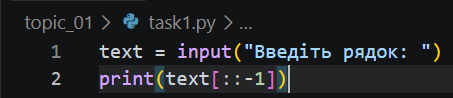 topic_01 > task1.py > ...
1 text = input("Введіть рядок: ")
2 print(text[::-1])